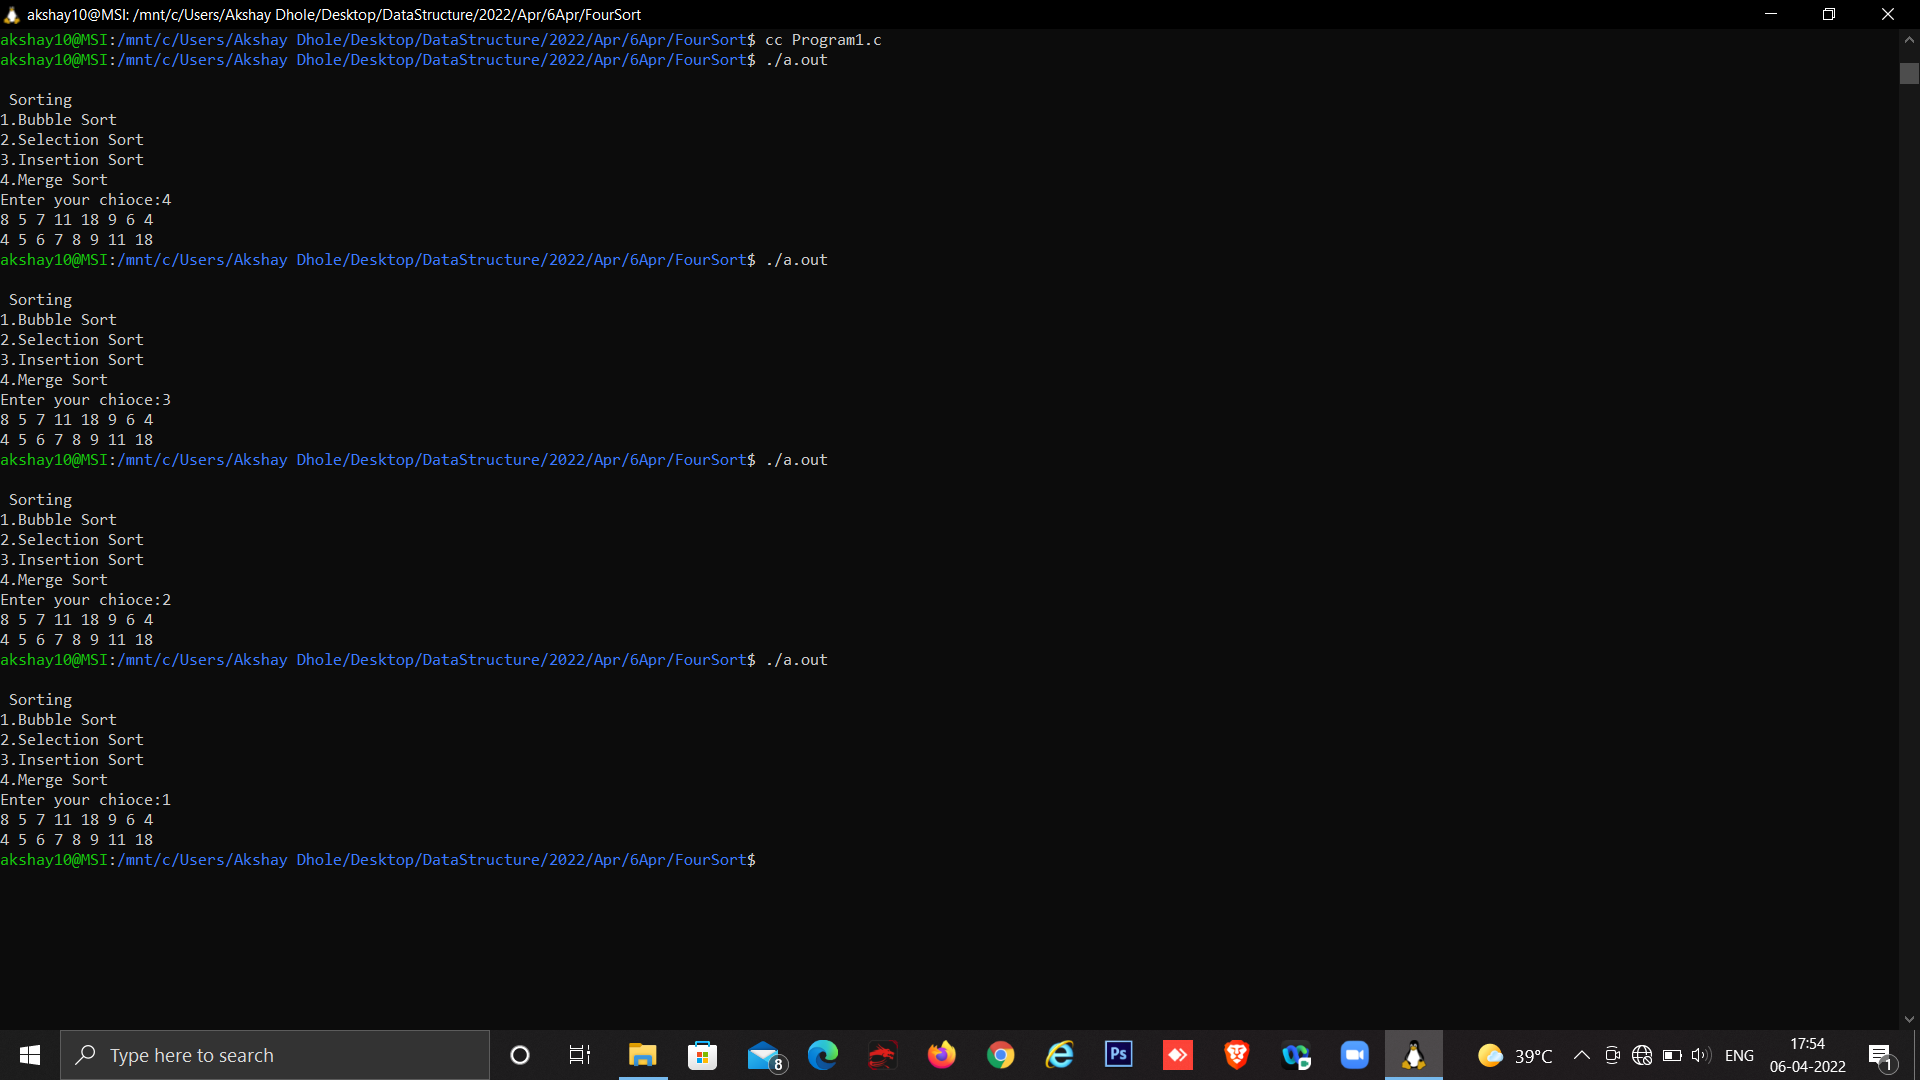 akshay10@MSI: /mnt/c/Users/Akshay Dhole/Desktop/DataStructure/2022/Apr/6Apr/FourSort
akshay10@MSI:/mnt/c/Users/Akshay Dhole/Desktop/DataStructure/2022/Apr/6Apr/FourSort$ cc Program1.c
akshay10@MSI:/mnt/c/Users/Akshay Dhole/Desktop/DataStructure/2022/Apr/6Apr/FourSort$ ./a.out
Sorting
1.Bubble Sort
2.Selection Sort
3.Insertion Sort
4.Merge Sort
Enter your chioce:4
8 5 7 11 18 9 6 4
4 5 6 7 8 9 11 18
akshay10@MSI:/mnt/c/Users/Akshay Dhole/Desktop/DataStructure/2022/Apr/6Apr/FourSort$ ./a.out
Sorting
1.Bubble Sort
2.Selection Sort
3.Insertion Sort
4.Merge Sort
Enter your chioce:3
8 5 7 11 18 9 6 4
4 5 6 7 8 9 11 18
akshay10@MSI:/mnt/c/Users/Akshay Dhole/Desktop/DataStructure/2022/Apr/6Apr/FourSort$ ./a.out
Sorting
1.Bubble Sort
2.Selection Sort
3.Insertion Sort
4.Merge Sort
Enter your chioce:2
8 5 7 11 18 9 6 4
4 5 6 7 8 9 11 18
akshay10@MSI:/mnt/c/Users/Akshay Dhole/Desktop/DataStructure/2022/Apr/6Apr/FourSort$ ./a.out
Sorting
1.Bubble Sort
2.Selection Sort
3.Insertion Sort
4.Merge Sort
Enter your chioce:1
8 5 7 11 18 9 6 4
4 5 6 7 8 9 11 18
akshay10@MSI:/mnt/c/Users/Akshay Dhole/Desktop/DataStructure/2022/Apr/6Apr/FourSort$
Type here to search
8
Ps
39°C
ENG
17:54
06-04-2022
1